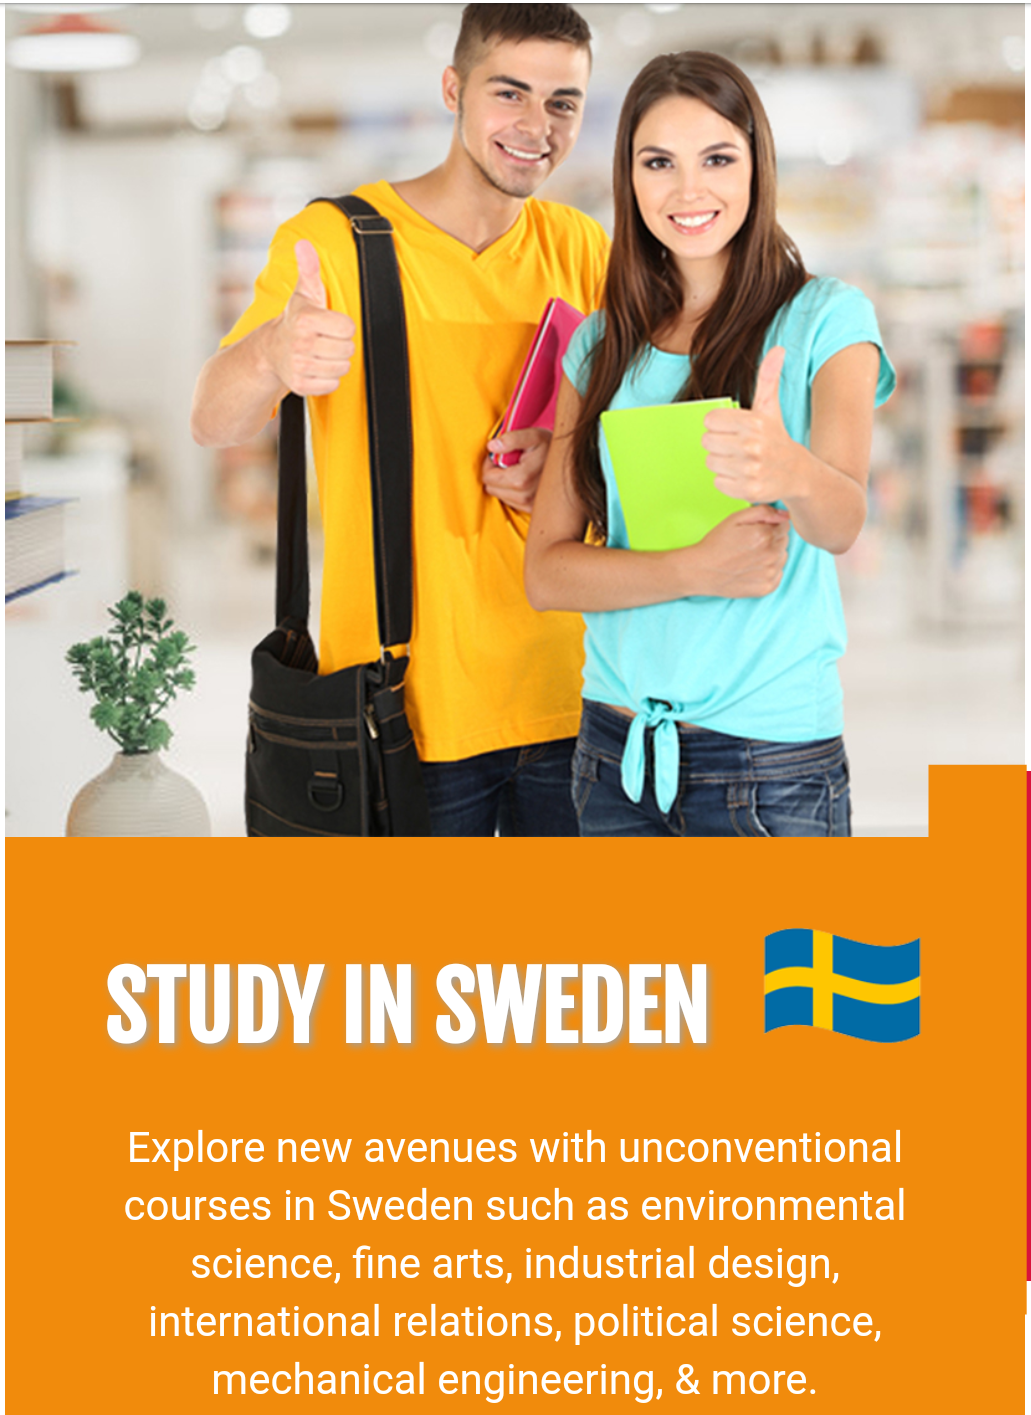 STUDY IN SWEDEN
Explore new avenues with unconventional
courses in Sweden such as environmental
science, fine arts, industrial design,
international relations, political science,
mechanical engineering, & more.